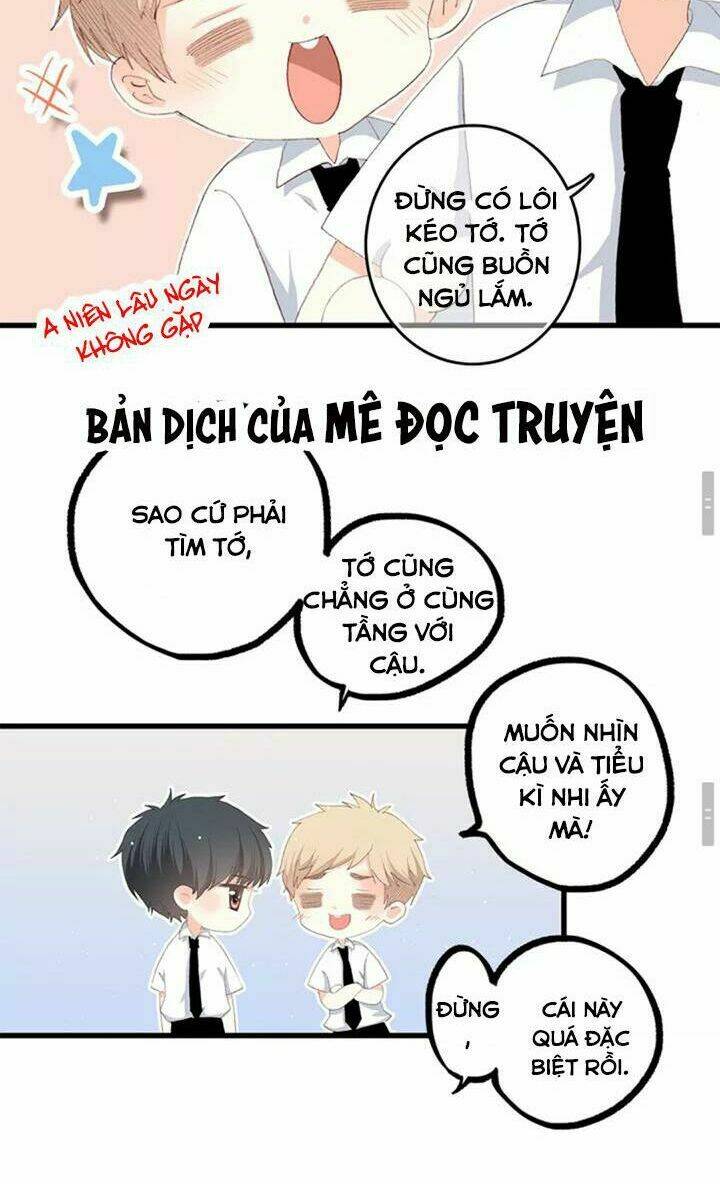 ĐỪNG CÓ LÔI
KÉO TỚ. TỚ
CŨNG BUỒN
NGỦ LẮM.
A NIÊN LÂU NGÀY
KHÔNG GẶP
BẢN DỊCH CỦA MÊ ĐỌC TRUYỆN
SAO CỨ PHẢI
TÌM TỚ,
TỚ CŨNG
CHẲNG Ở CÙNG
TẦNG VỚI
CẬU.
MUỐN NHÌN
CẬU VÀ TIỂU
KÌ NHI ẤY
MÀ!
ĐỪNG
,
CÁI NÀY
QUÁ ĐẶC
BIỆT RỒI.